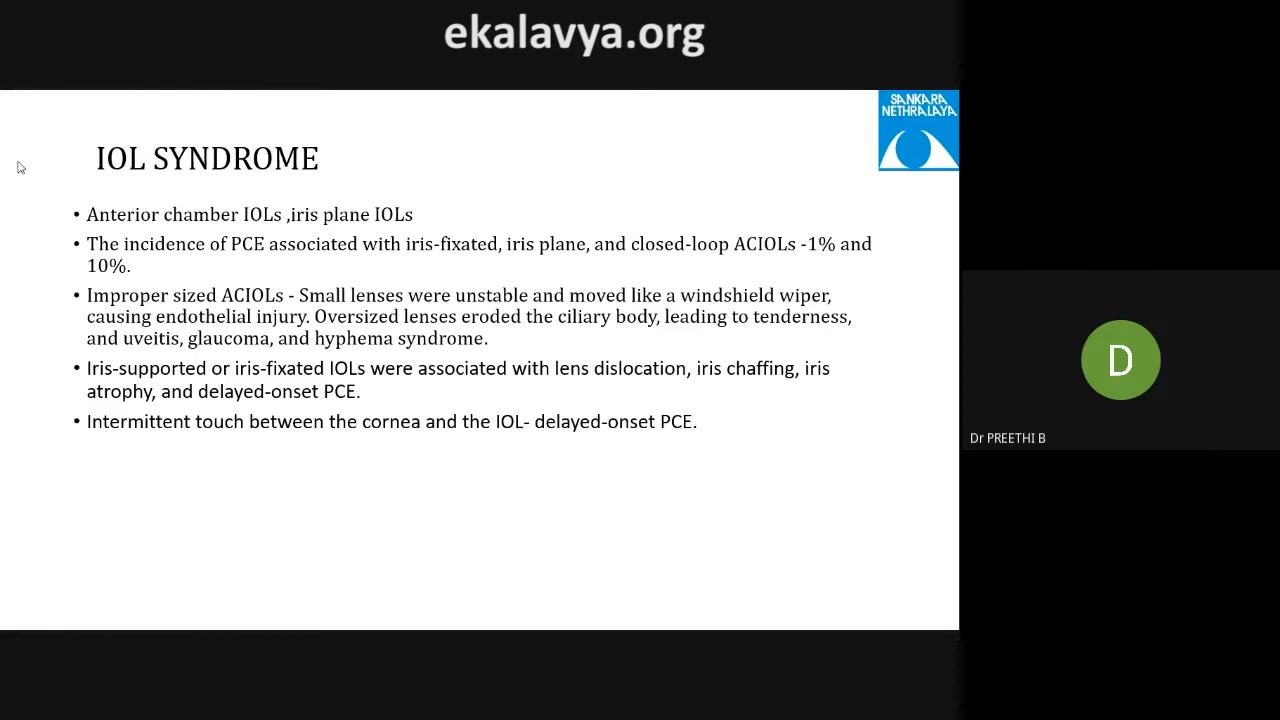 ekalavya.org
SANKARA
NETHRALAYA
IOL SYNDROME
• Anterior chamber IOLs ,iris plane IOLs
• The incidence of PCE associated with iris-fixated, iris plane, and closed-loop ACIOLs -1% and
10%.
• Improper sized ACIOLs - Small lenses were unstable and moved like a windshield wiper,
causing endothelial injury. Oversized lenses eroded the ciliary body, leading to tenderness,
and uveitis, glaucoma, and hyphema syndrome.
• Iris-supported or iris-fixated IOLs were associated with lens dislocation, iris chaffing, iris
atrophy, and delayed-onset PCE.
• Intermittent touch between the cornea and the IOL- delayed-onset PCE.
D
Dr PREETHI B